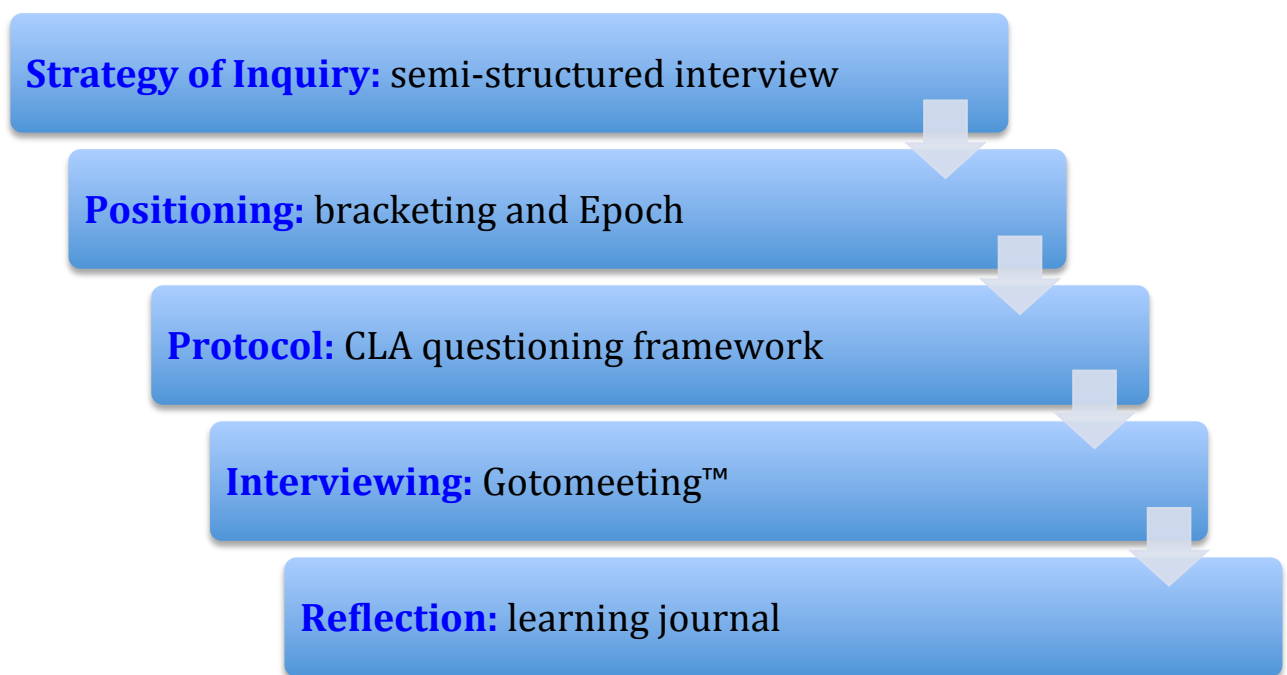 Strategy of Inquiry: semi-structured interview
Positioning: bracketing and Epoch
Protocol: CLA questioning framework
Interviewing: Gotomeeting™
Reflection: learning journal